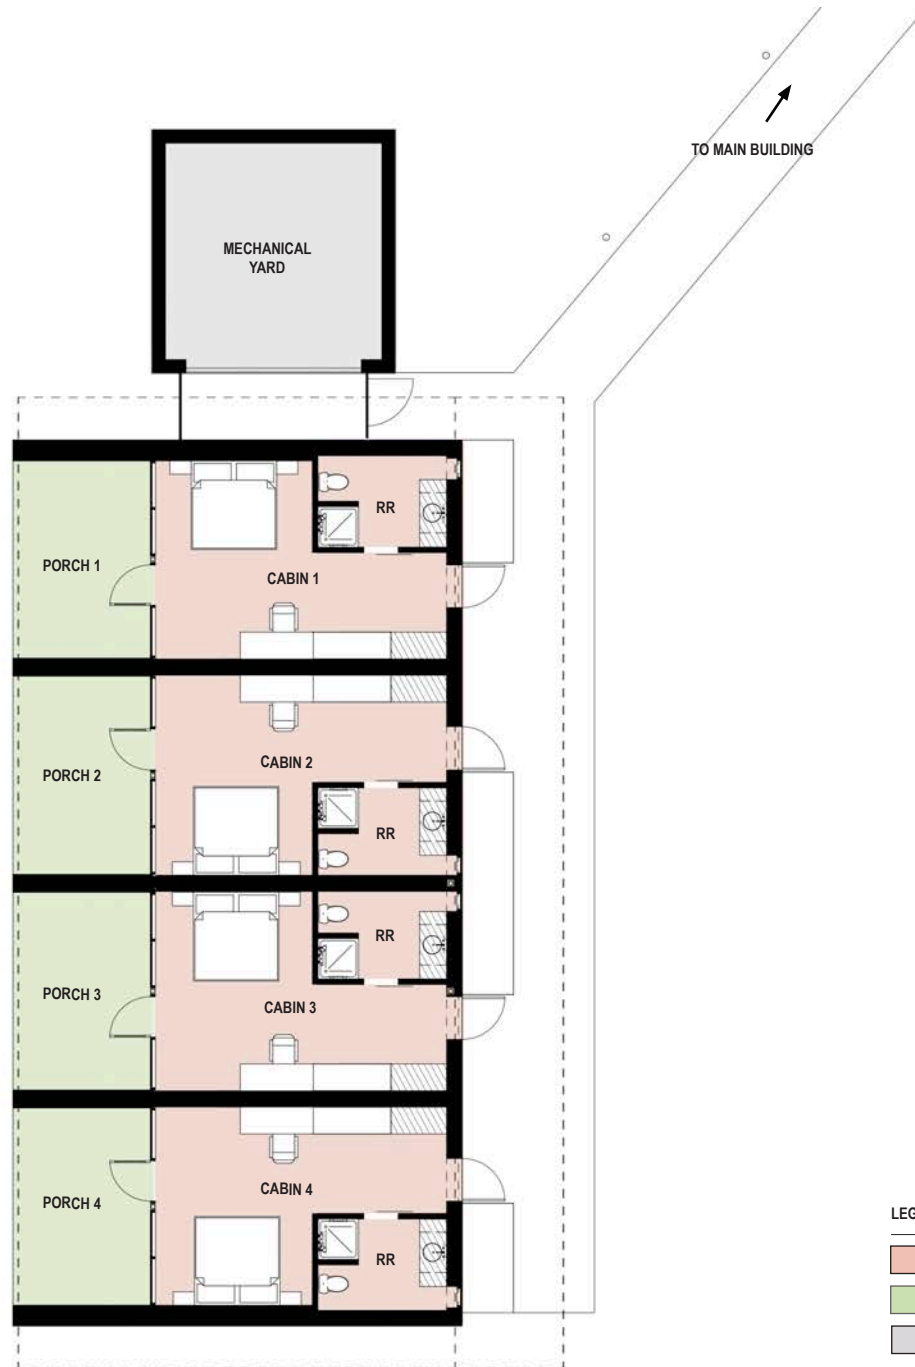 TO MAIN BUILDING
MECHANICAL
YARD
RR
PORCH 1
CABIN 1
CABIN 2
PORCH 2
RR
RR
PORCH 3
CABIN 3
CABIN 4
PORCH 4
RR
LEG